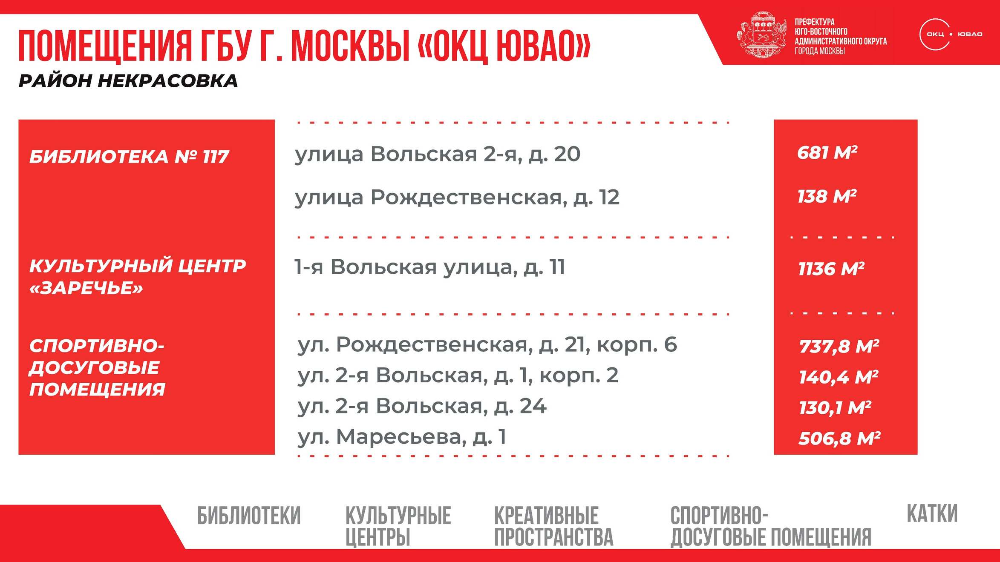 ПОМЕЩЕНИЯ ГБУ Г. МОСКВЫ «ОКЦ ЮВАО»
РАЙОН НЕКРАСОВКА
ПРЕФЕКТУРА
ЮГО-ВОСТОЧНОГО
АДМИНИСТРАТИВНОГО ОКРУГА
ГОРОДА МОСКВЫ
ОКЦ • ЮВАО
БИБЛИОТЕКА № 117
улица Вольская 2-я, д. 20
681 М²
улица Рождественская, д. 12
138 М²
КУЛЬТУРНЫЙ ЦЕНТР
«ЗАРЕЧЬЕ»
1-я Вольская улица, д. 11
1136 М²
СПОРТИВНО-
ДОСУГОВЫЕ
ПОМЕЩЕНИЯ
ул. Рождественская, д. 21, корп. 6
737,8 М²
ул. 2-я Вольская, д. 1, корп. 2
140,4 М²
ул. 2-я Вольская, д. 24
130,1 М²
ул. Маресьева, д. 1
506,8 М²
БИБЛИОТЕКИ
КУЛЬТУРНЫЕ
ЦЕНТРЫ
КРЕАТИВНЫЕ
ПРОСТРАНСТВА
СПОРТИВНО-
ДОСУГОВЫЕ ПОМЕЩЕНИЯ
КАТКИ